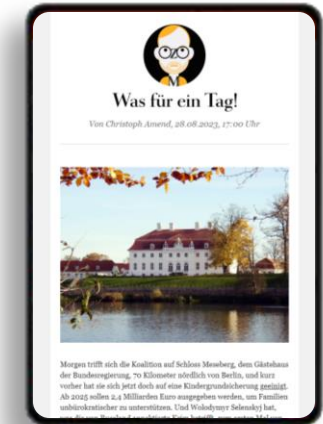 Was für ein Tag!
Von Christoph Amend, 28.08.2023, 17:00 Uhr
Morgen trifft sich die Koalition auf Schloss Meseberg, dem Gästehaus
der Bundesregierung, 70 Kilometer nördlich von Berlin, und kurz
vorher hat sie sich jetzt doch auf eine Kindergrundsicherung geeinigt.
Ab 2025 sollen 2,4 Milliarden Euro ausgegeben werden, um Familien
unbürokratischer zu unterstützen. Und Wolodymyr Selenskyj hat,